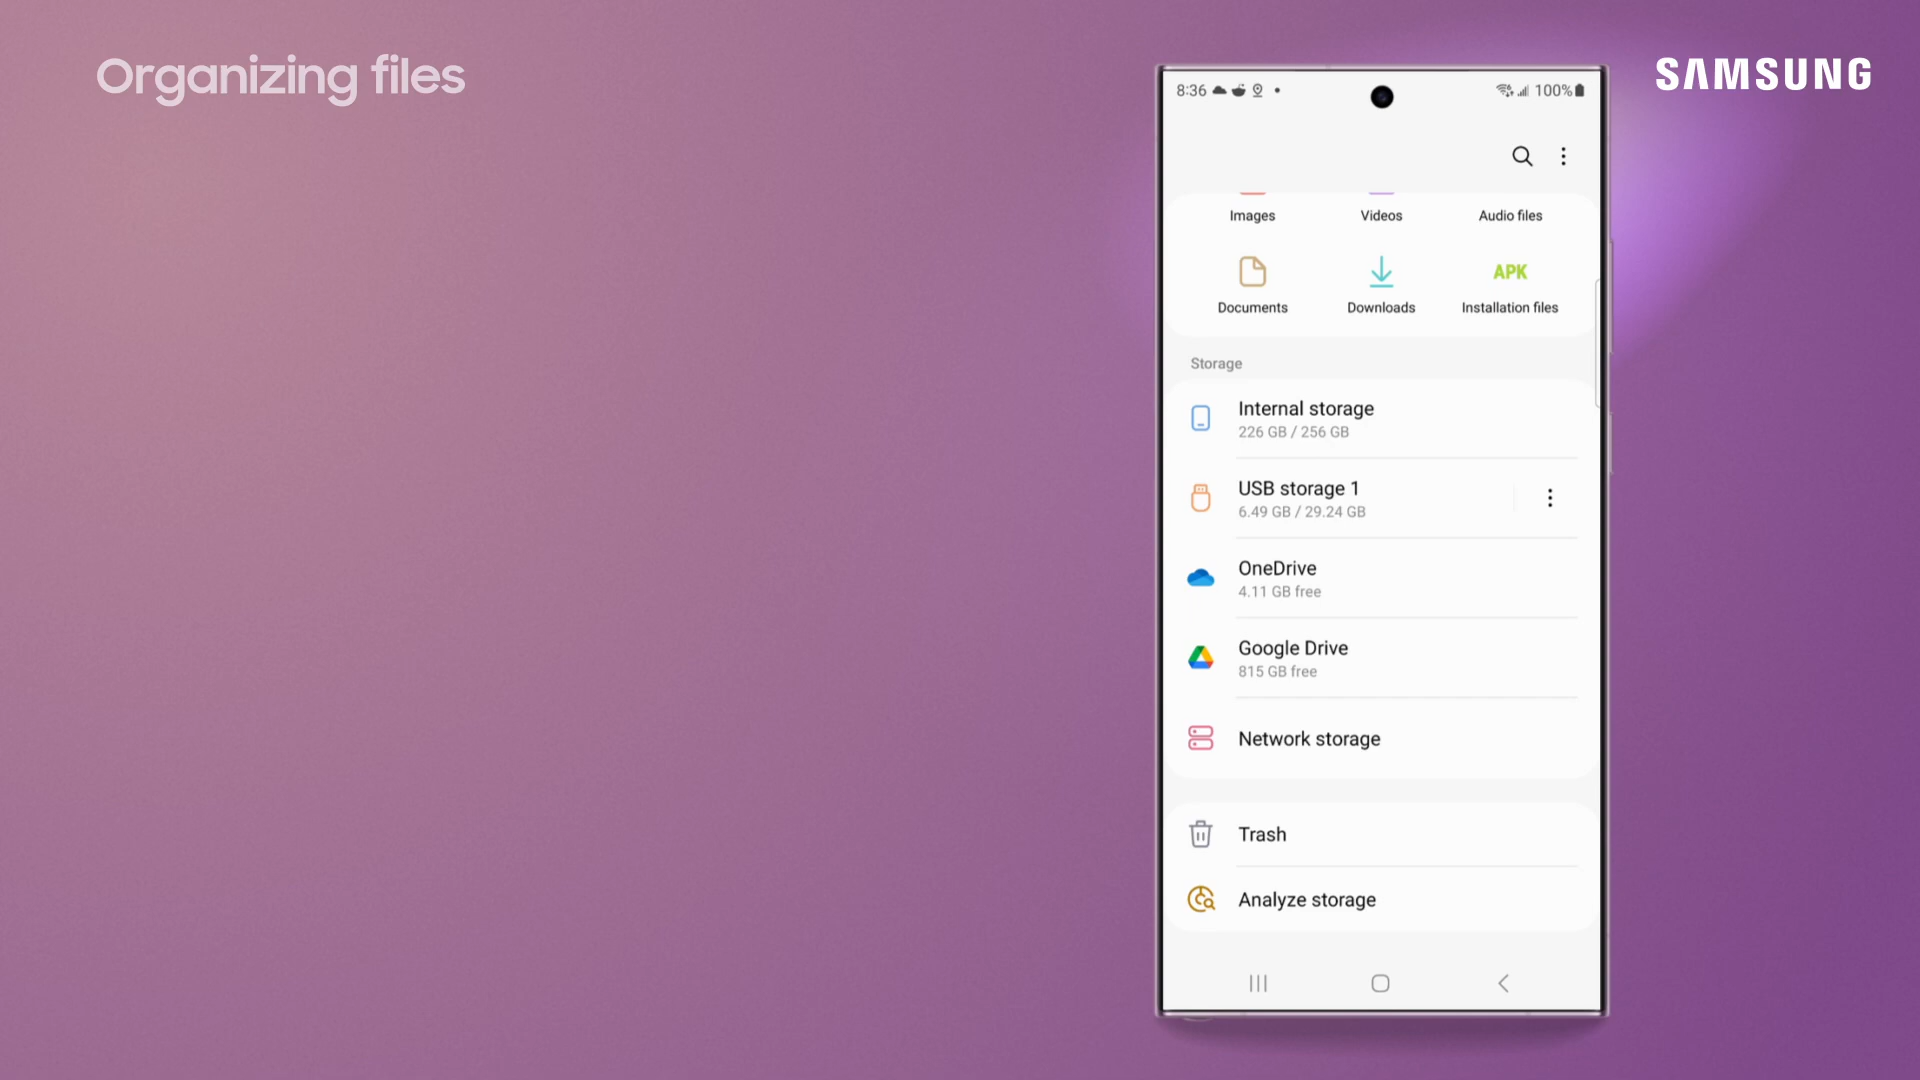 Organizing files
SAMSUNG
8:36
100%
Images
Videos
Audio files
APK
Documents
Downloads
Installation files
Storage
Internal storage
226 GB / 256 GB
USB storage 1
6.49 GB / 29.24 GB
OneDrive
4.11 GB free
Google Drive
815 GB free
Network storage
Trash
Analyze storage